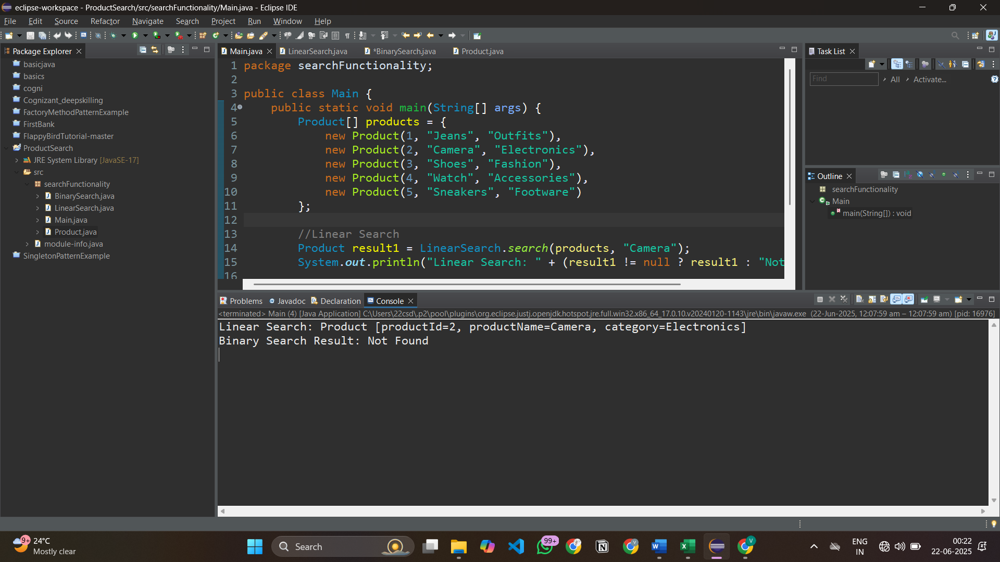 eclipse-workspace - ProductSearch/src/searchFunctionality/Main.java - Eclipse IDE
File Edit Source Refactor Navigate Search Project Run Window Help
Package Explorer
basicjava
basics
cogni
Cognizant_deepskilling
FactoryMethodPatternExample
FirstBank
FlappyBirdTutorial-master
ProductSearch
JRE System Library [JavaSE-17]
src
searchFunctionality
BinarySearch.java
LinearSearch.java
Main.java
Product.java
module-info.java
SingletonPatternExample
Main.java LinearSearch.java *BinarySearch.java Product.java
1 package searchFunctionality;
2
3 public class Main {
4 public static void main(String[] args) {
5 Product[] products = {
6 new Product(1, "Jeans", "Outfits"),
7 new Product(2, "Camera", "Electronics"),
8 new Product(3, "Shoes", "Fashion"),
9 new Product(4, "Watch", "Accessories"),
10 new Product(5, "Sneakers", "Footware")
11 };
12
13 //Linear Search
14 Product result1 = LinearSearch.search(products, "Camera");
15 System.out.println("Linear Search: " + (result1 != null ? result1 : "Not
16
Task List
Find All Activate...
Outline
searchFunctionality
Main
main(String[]) : void
Problems Javadoc Declaration Console
<terminated> Main (4) [Java Application] C:\Users\22csd\.p2\pool\plugins\org.eclipse.justj.openjdk.hotspot.jre.full.win32.x86_64_17.0.10.v20240120-1143\jre\bin\javaw.exe (22-Jun-2025, 12:07:59 am – 12:07:59 am) [pid: 16976]
Linear Search: Product [productId=2, productName=Camera, category=Electronics]
Binary Search Result: Not Found
9+
24°C
Mostly clear
Search
99+
ENG
IN
00:22
22-06-2025